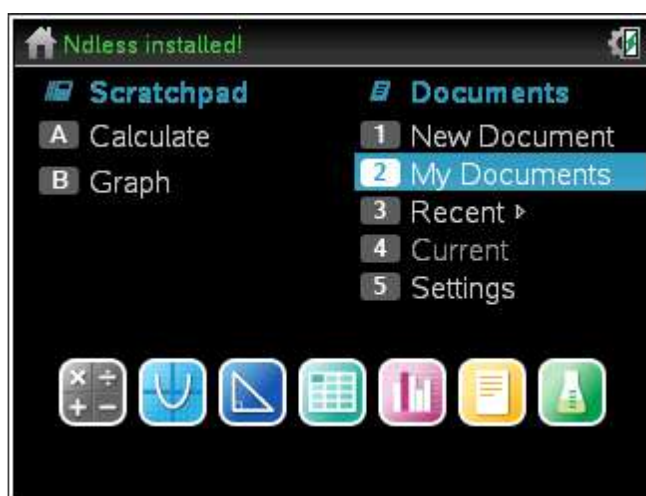 Ndless installed!
Scratchpad
A Calculate
B Graph
Documents
1 New Document
2 My Documents
3 Recent ▹
4 Current
5 Settings